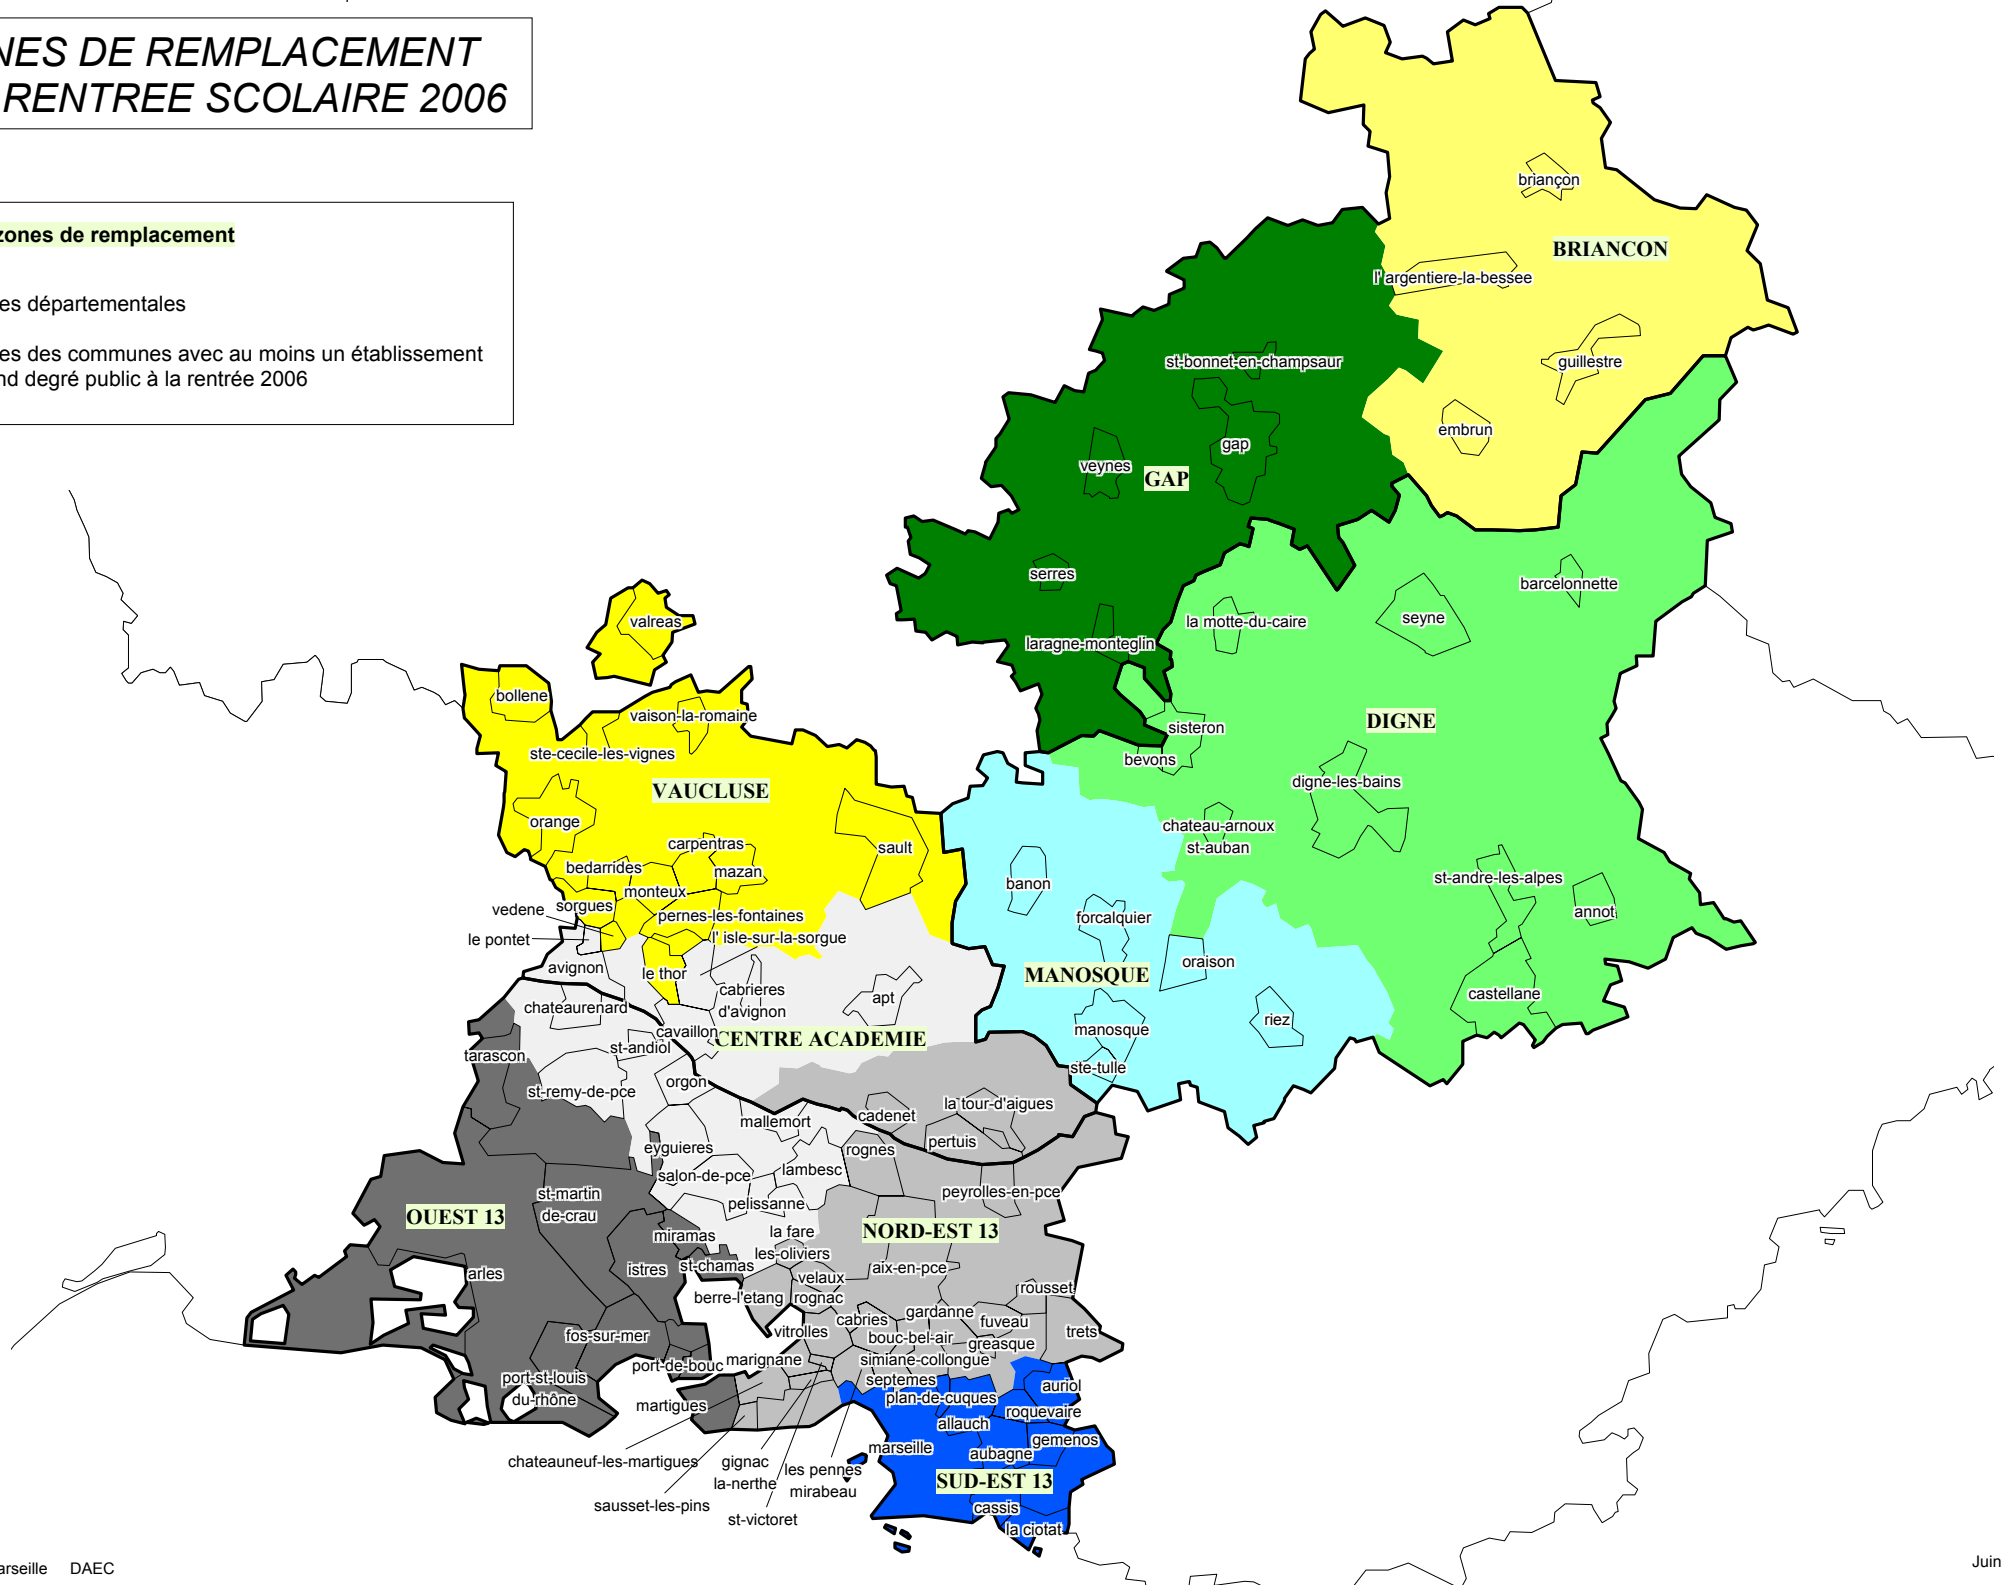 NES DE REMPLACEMENT
RENTREE SCOLAIRE 2006
zones de remplacement
es départementales
es des communes avec au moins un établissement
nd degré public à la rentrée 2006
briançon
BRIANCON
l' argentiere-la-bessee
guillestre
embrun
st-bonnet-en-champsaur
gap
veynes
GAP
serres
laragne-monteglin
barcelonnette
seyne
la motte-du-caire
DIGNE
sisteron
bevons
digne-les-bains
chateau-arnoux
st-auban
st-andre-les-alpes
annot
castellane
valreas
bollene
vaison-la-romaine
ste-cecile-les-vignes
VAUCLUSE
orange
carpentras
sault
bedarrides
mazan
monteux
sorgues
vedene
pernes-les-fontaines
le pontet
l' isle-sur-la-sorgue
avignon
le thor
cabrieres
d'avignon
apt
banon
forcalquier
oraison
MANOSQUE
manosque
riez
ste-tulle
chateaurenard
cavaillon
CENTRE ACADEMIE
st-andiol
tarascon
orgon
st-remy-de-pce
mallemort
cadenet
la tour-d'aigues
pertuis
eyguieres
rognes
lambesc
salon-de-pce
peyrolles-en-pce
pelissanne
st-martin
de-crau
OUEST 13
NORD-EST 13
miramas
la fare
les-oliviers
st-chamas
istres
arles
aix-en-pce
velaux
berre-l'etang
rognac
rousset
gardanne
cabries
fuveau
vitrolles
bouc-bel-air
trets
greasque
fos-sur-mer
simiane-collongue
marignane
port-de-bouc
septemes
port-st-louis
du-rhône
plan-de-cuques
auriol
martigues
roquevaire
allauch
gemenos
marseille
aubagne
chateauneuf-les-martigues
gignac
la-nerthe
les pennes
mirabeau
SUD-EST 13
sausset-les-pins
cassis
st-victoret
la ciotat
arseille DAEC
Juin